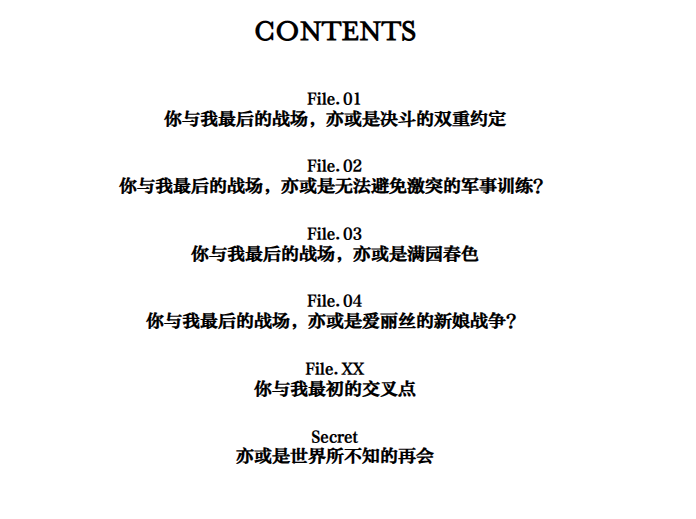 CONTENTS
File. 01
你与我最后的战场，亦或是决斗的双重约定
File. 02
你与我最后的战场，亦或是无法避免激突的军事训练？
File. 03
你与我最后的战场，亦或是满园春色
File. 04
你与我最后的战场，亦或是爱丽丝的新娘战争？
File. XX
你与我最初的交叉点
Secret
亦或是世界所不知的再会